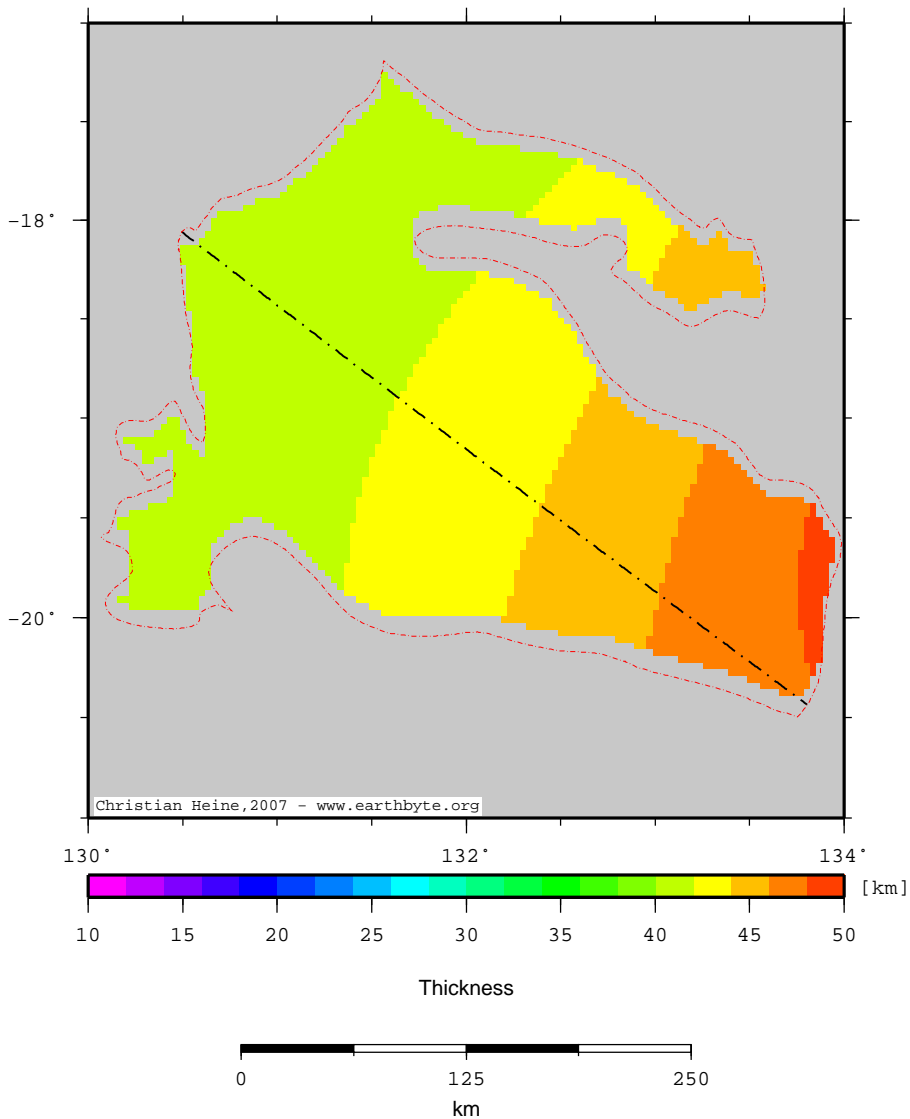 -18°
-20°
Christian Heine,2007 - www.earthbyte.org
130° 132° 134°
[km]
10 15 20 25 30 35 40 45 50
Thickness
0 125 250
km